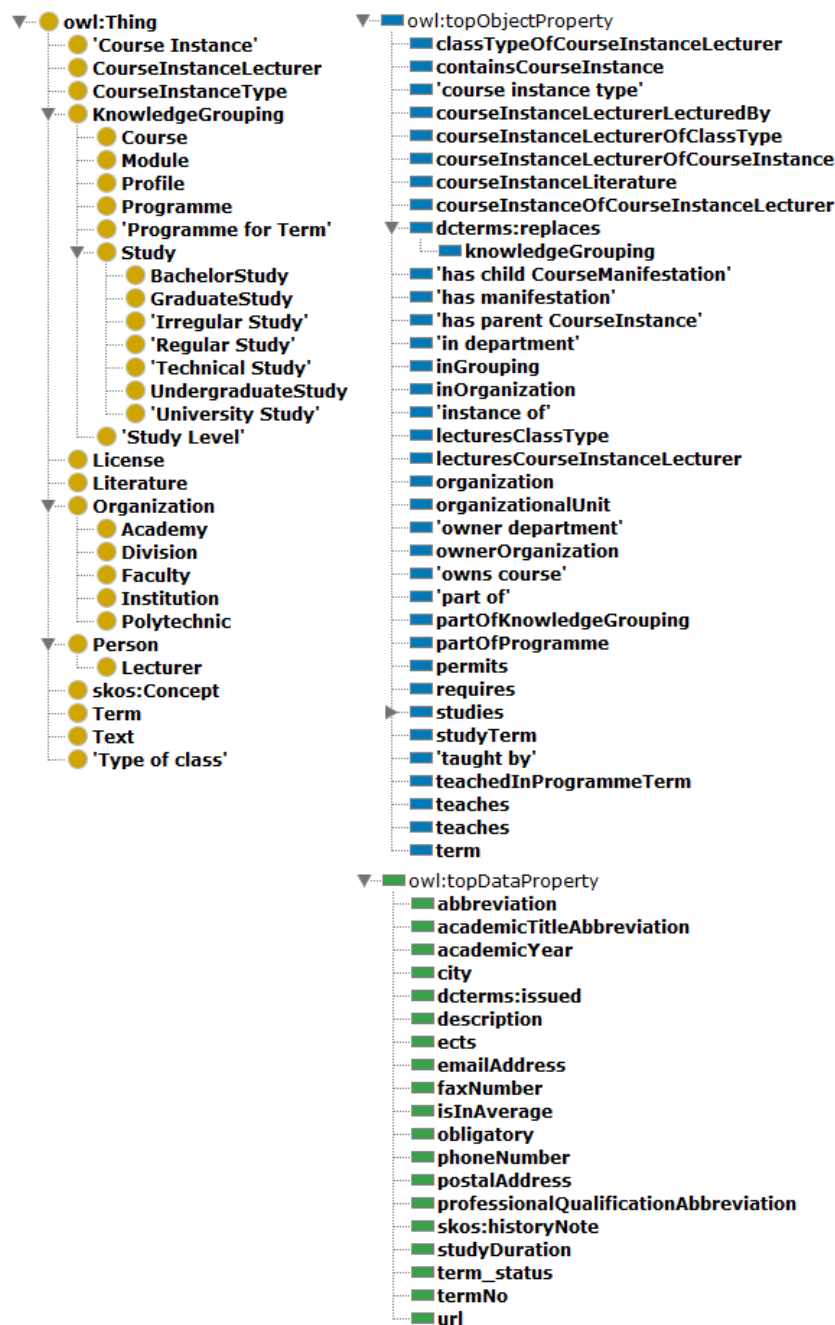 owl:Thing
'Course Instance'
CourseInstanceLecturer
CourseInstanceType
KnowledgeGrouping
Course
Module
Profile
Programme
'Programme for Term'
Study
BachelorStudy
GraduateStudy
'Irregular Study'
'Regular Study'
'Technical Study'
UndergraduateStudy
'University Study'
'Study Level'
License
Literature
Organization
Academy
Division
Faculty
Institution
Polytechnic
Person
Lecturer
skos:Concept
Term
Text
'Type of class'
owl:topObjectProperty
classTypeOfCourseInstanceLecturer
containsCourseInstance
'course instance type'
courseInstanceLecturerLecturedBy
courseInstanceLecturerOfClassType
courseInstanceLecturerOfCourseInstance
courseInstanceLiterature
courseInstanceOfCourseInstanceLecturer
dcterms:replaces
knowledgeGrouping
'has child CourseManifestation'
'has manifestation'
'has parent CourseInstance'
'in department'
inGrouping
inOrganization
'instance of'
lecturesClassType
lecturesCourseInstanceLecturer
organization
organizationalUnit
'owner department'
ownerOrganization
'owns course'
'part of'
partOfKnowledgeGrouping
partOfProgramme
permits
requires
studies
studyTerm
'taught by'
teachedInProgrammeTerm
teaches
teaches
term
owl:topDataProperty
abbreviation
academicTitleAbbreviation
academicYear
city
dcterms:issued
description
ects
emailAddress
faxNumber
isInAverage
obligatory
phoneNumber
postalAddress
professionalQualificationAbbreviation
skos:historyNote
studyDuration
term_status
termNo
url